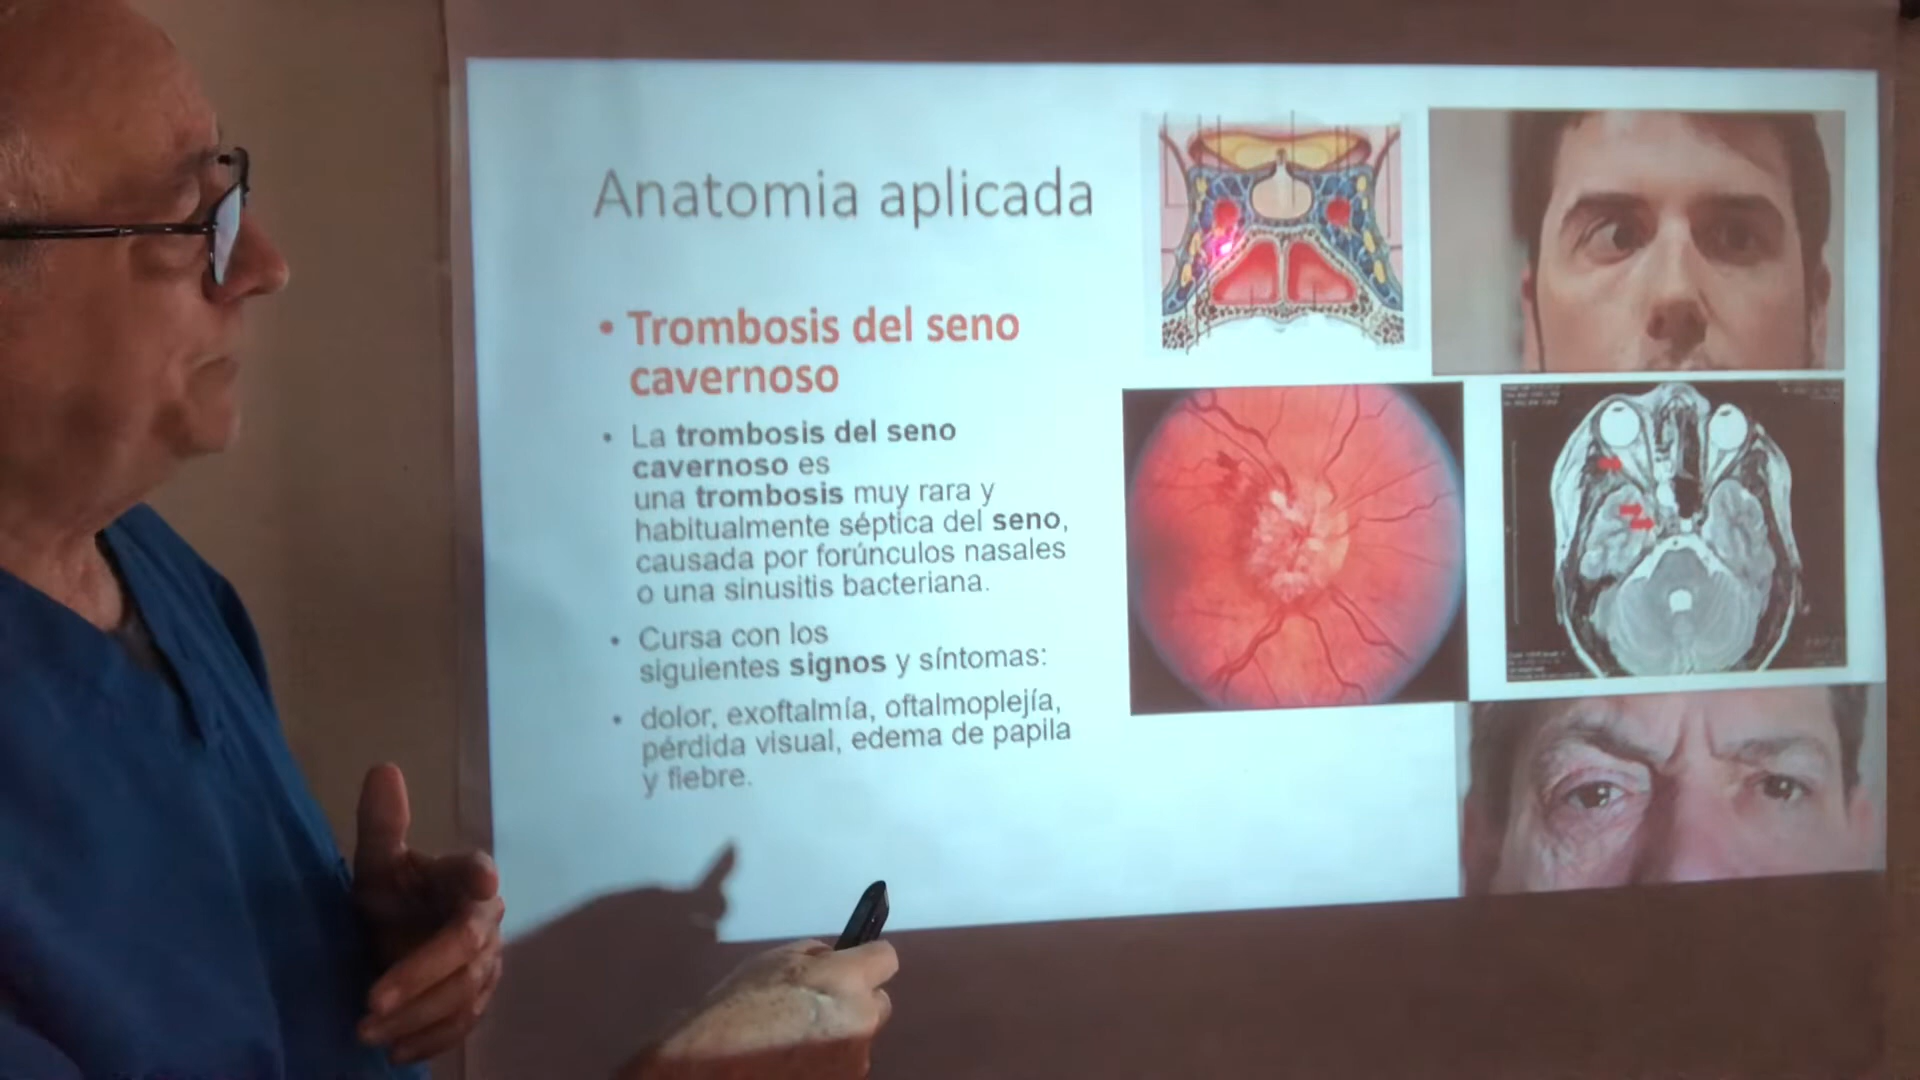 Anatomia aplicada
• Trombosis del seno
cavernoso
• La trombosis del seno
cavernoso es
una trombosis muy rara y
habitualmente séptica del seno,
causada por forúnculos nasales
o una sinusitis bacteriana.
• Cursa con los
siguientes signos y síntomas:
• dolor, exoftalmía, oftalmoplejía,
pérdida visual, edema de papila
y fiebre.